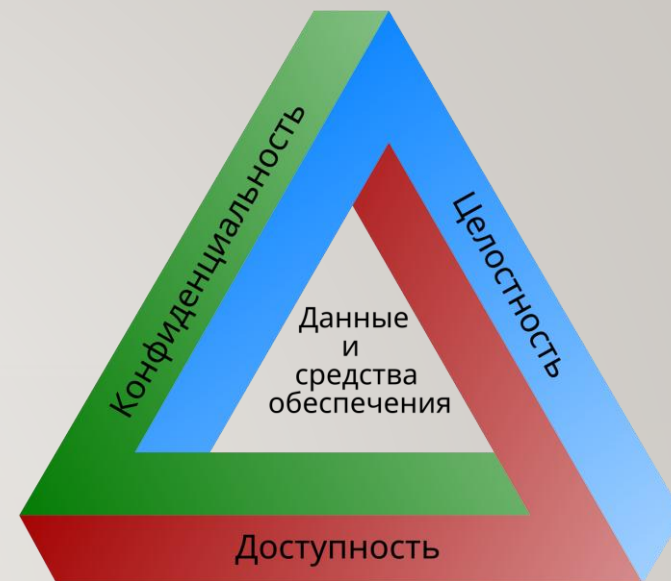 Конфиденциальность
Целостность
Данные
и
средства
обеспечения
Доступность